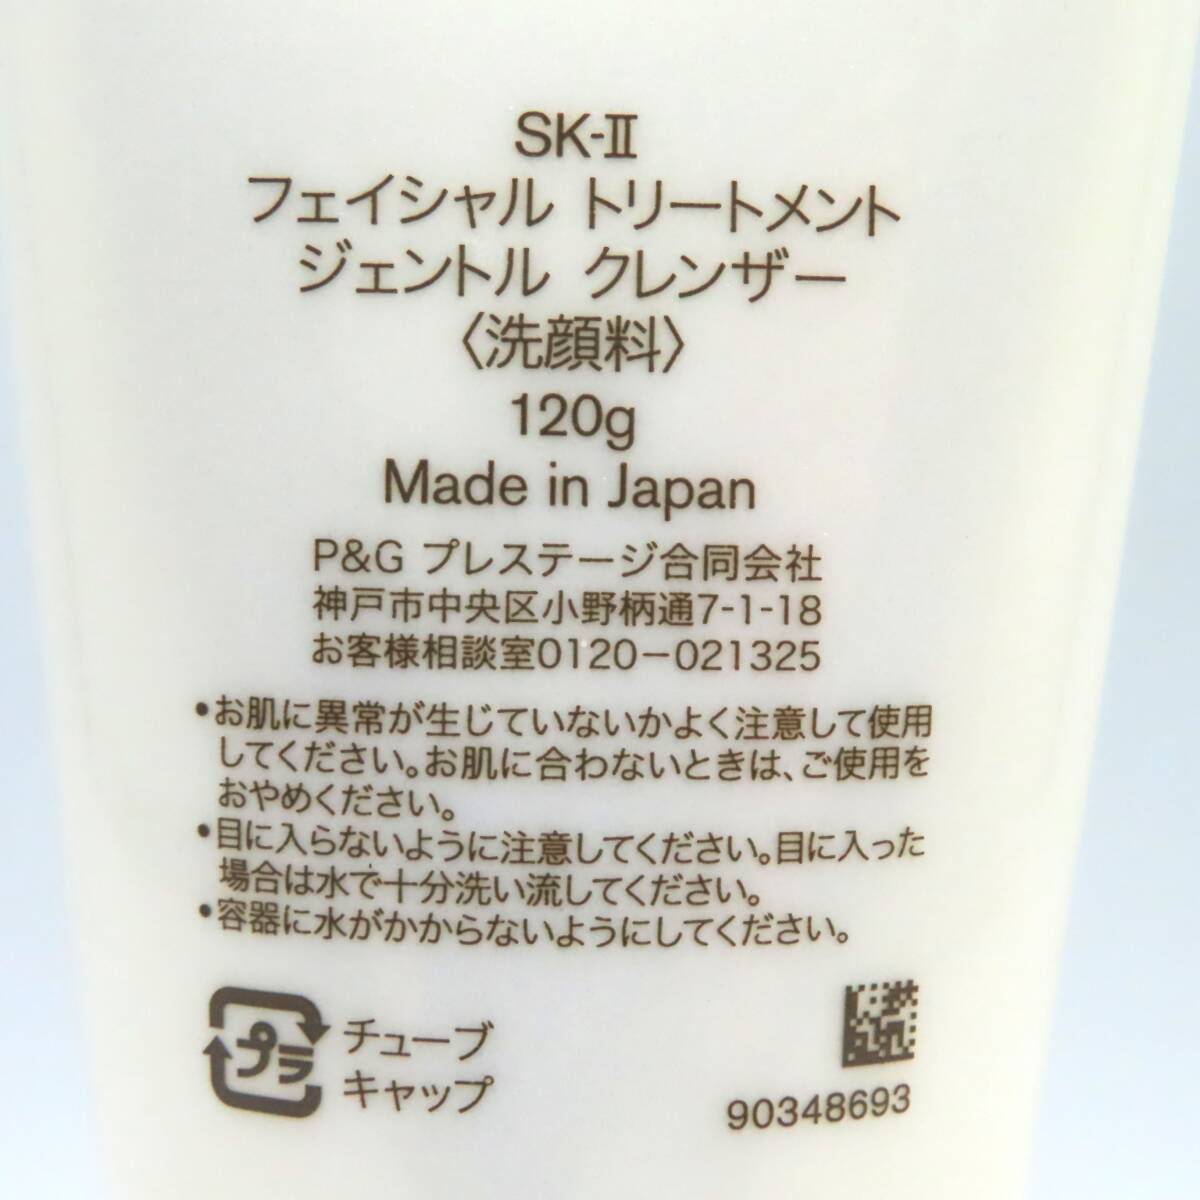 SK-Ⅱ
フェイシャル トリートメント
ジェントル クレンザー
〈洗顔料〉
120g
Made in Japan
P&G プレステージ合同会社
神戸市中央区小野柄通7-1-18
お客様相談室0120-021325
•お肌に異常が生じていないかよく注意して使用
してください。お肌に合わないときは、ご使用を
おやめください。
•目に入らないように注意してください。目に入った
場合は水で十分洗い流してください。
•容器に水がかからないようにしてください。
プラ
チューブ
キャップ
90348693